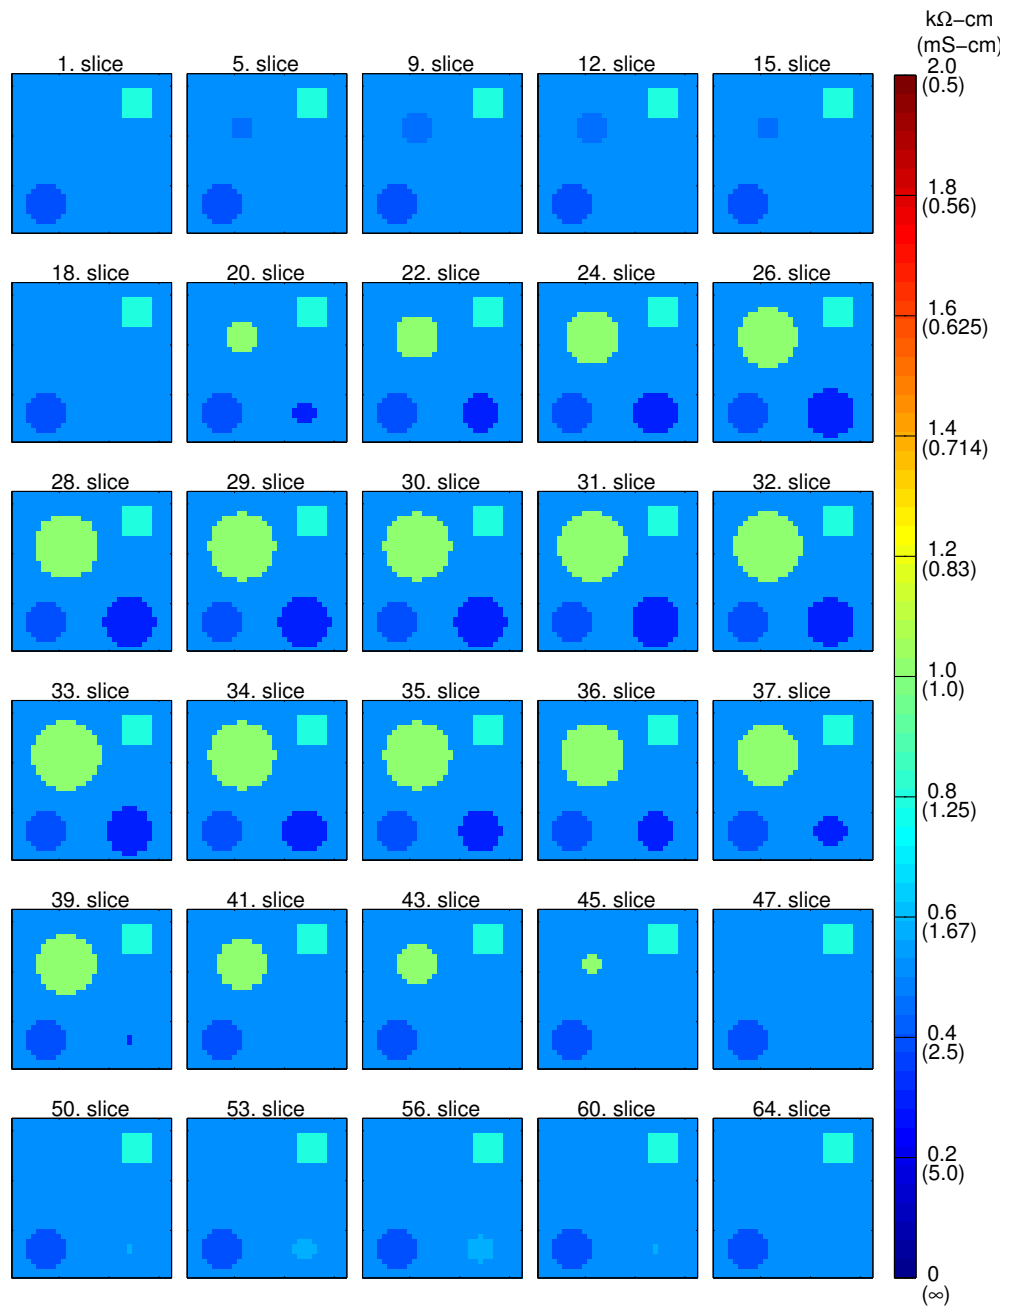 kΩ−cm
(mS−cm)
1. slice 5. slice 9. slice 12. slice 15. slice
18. slice 20. slice 22. slice 24. slice 26. slice
28. slice 29. slice 30. slice 31. slice 32. slice
33. slice 34. slice 35. slice 36. slice 37. slice
39. slice 41. slice 43. slice 45. slice 47. slice
50. slice 53. slice 56. slice 60. slice 64. slice
2.0
(0.5)
1.8
(0.56)
1.6
(0.625)
1.4
(0.714)
1.2
(0.83)
1.0
(1.0)
0.8
(1.25)
0.6
(1.67)
0.4
(2.5)
0.2
(5.0)
0
(∞)